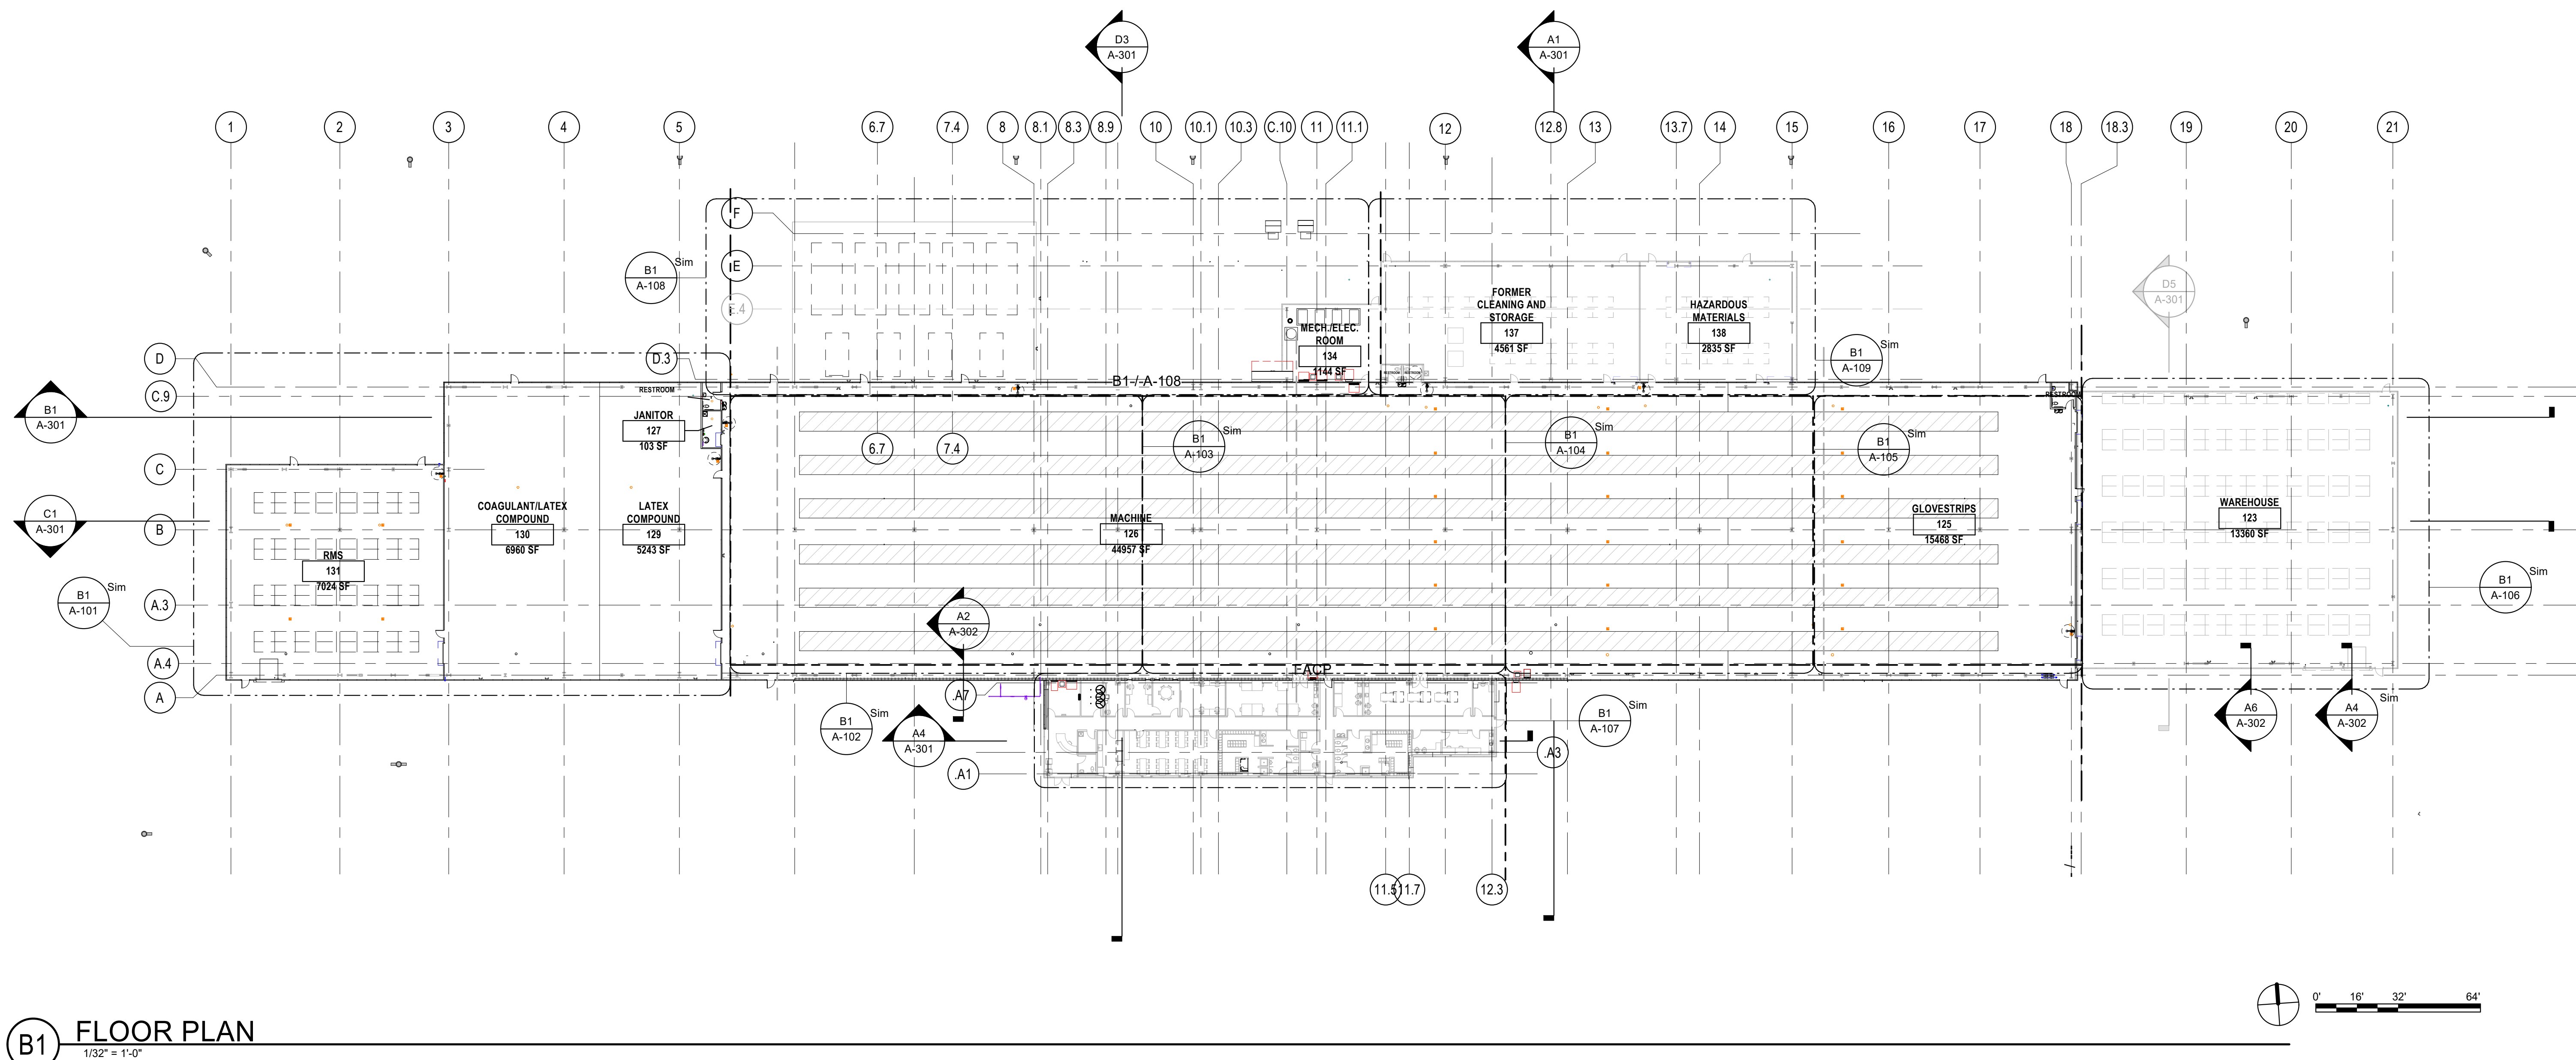 D3
A-301
A1
A-301
1
2
3
4
5
6.7
7.4
8
8.1
8.3
8.9
10
10.1
10.3
C.10
11
11.1
12
12.8
13
13.7
14
15
16
17
18
18.3
19
20
21
F
B1
A-108
Sim
E
E.4
D5
A-301
FORMER
CLEANING AND
STORAGE
137
4561 SF
HAZARDOUS
MATERIALS
138
2835 SF
MECH./ELEC.
ROOM
134
1144 SF
B1
A-109
Sim
D
D.3
B1 / A-108
C.9
RESTROOM
RESTROOM
RESTROOM
RESTROOM
B1
A-301
JANITOR
127
103 SF
6.7
7.4
B1
A-103
Sim
B1
A-104
Sim
B1
A-105
Sim
C
C1
A-301
COAGULANT/LATEX
COMPOUND
130
6960 SF
LATEX
COMPOUND
129
5243 SF
MACHINE
126
44957 SF
GLOVESTRIPS
125
15468 SF
WAREHOUSE
123
13360 SF
B
RMS
131
7024 SF
B1
A-101
Sim
A.3
A2
A-302
B1
A-106
Sim
A.4
FACP
A
.A7
B1
A-102
Sim
A4
A-301
B1
A-107
Sim
A6
A-302
A4
A-302
Sim
.A3
.A1
11.5
11.7
12.3
0'
16'
32'
64'
B1
FLOOR PLAN
1/32" = 1'-0"